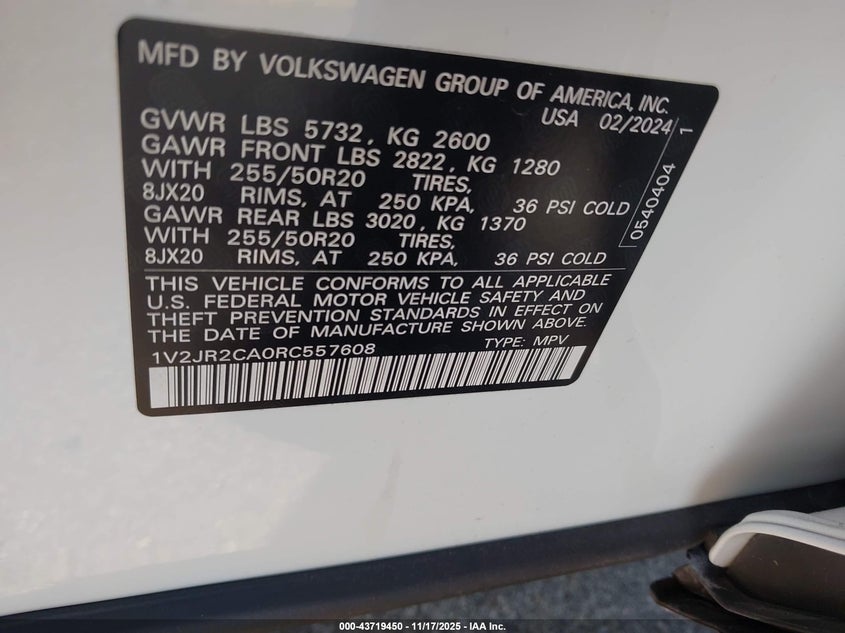 MFD BY VOLKSWAGEN GROUP OF AMERICA, INC.
USA 02/2024
GVWR LBS 5732, KG 2600
GAWR FRONT LBS 2822, KG 1280
WITH 255/50R20 TIRES,
8JX20 RIMS, AT 250 KPA, 36 PSI COLD
GAWR REAR LBS 3020, KG 1370
WITH 255/50R20 TIRES,
8JX20 RIMS, AT 250 KPA, 36 PSI COLD
0540404 1
THIS VEHICLE CONFORMS TO ALL APPLICABLE
U.S. FEDERAL MOTOR VEHICLE SAFETY AND
THEFT PREVENTION STANDARDS IN EFFECT ON
THE DATE OF MANUFACTURE SHOWN ABOVE.
1V2JR2CA0RC557608 TYPE: MPV
000-43719450 - 11/17/2025 - IAA Inc.